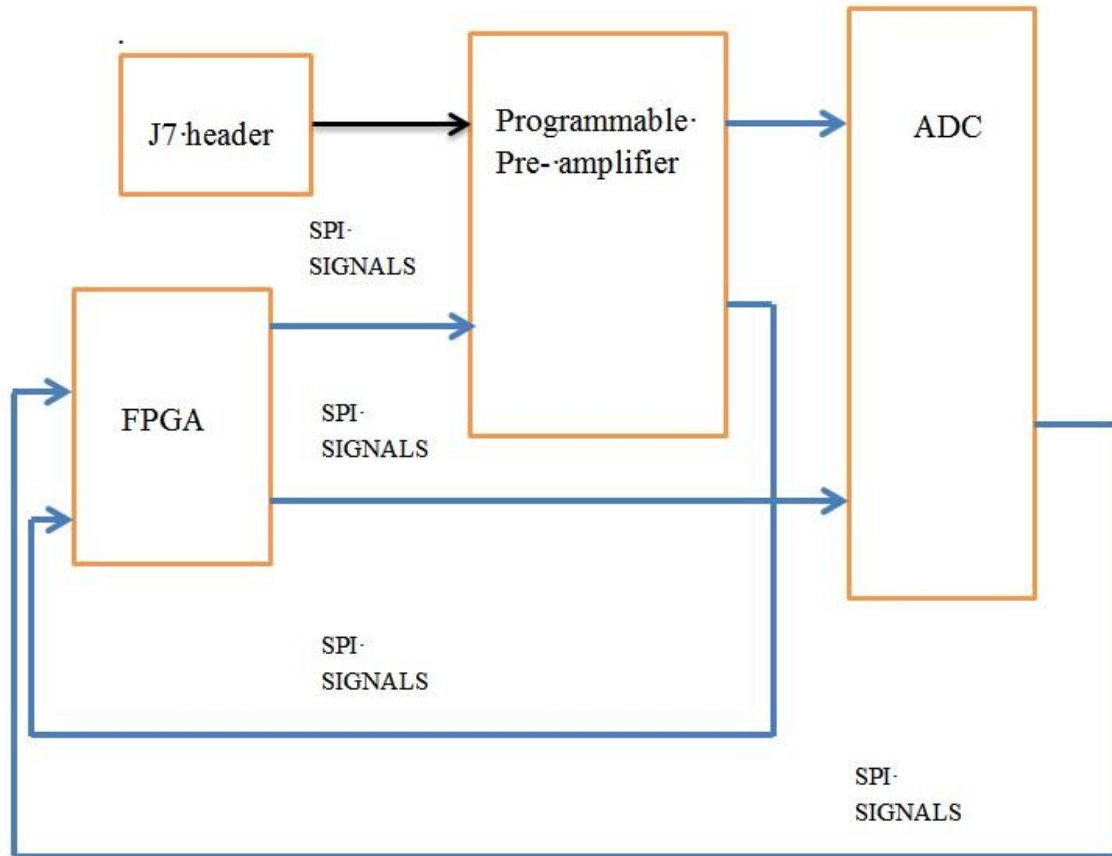 J7·header
Programmable·
Pre-·amplifier
ADC
SPI·
SIGNALS
FPGA
SPI·
SIGNALS
SPI·
SIGNALS
SPI·
SIGNALS